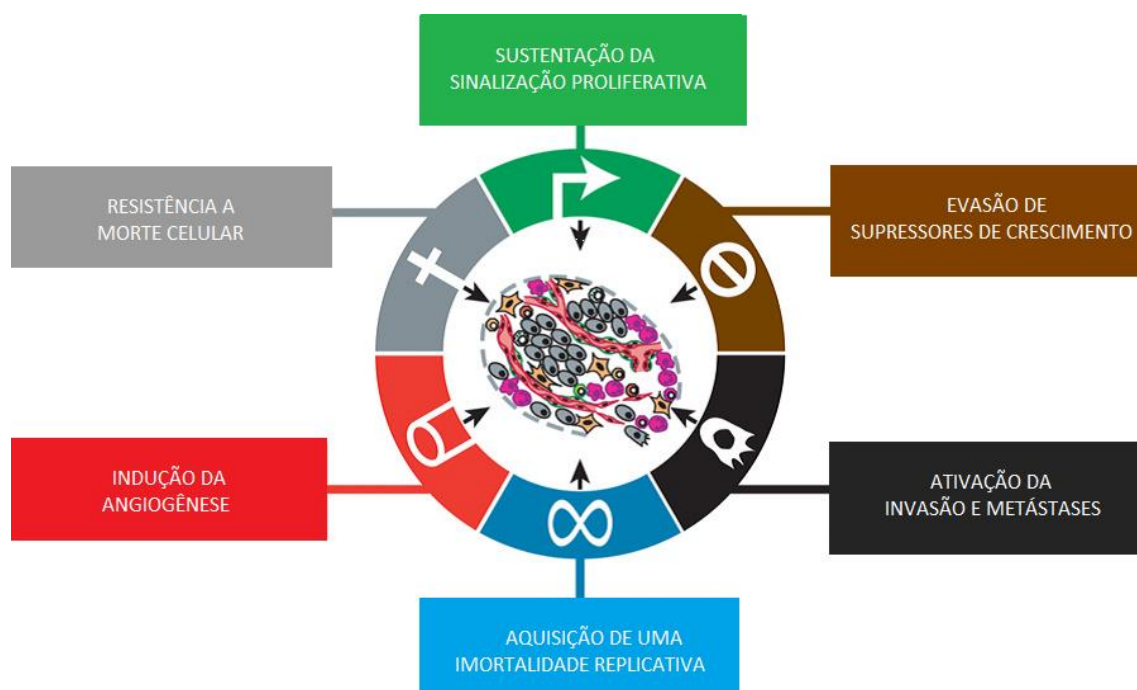 SUSTENTAÇÃO DA
SINALIZAÇÃO PROLIFERATIVA
RESISTÊNCIA A
MORTE CELULAR
EVASÃO DE
SUPRESSORES DE CRESCIMENTO
INDUÇÃO DA
ANGIOGÊNESE
ATIVAÇÃO DA
INVASÃO E METÁSTASES
AQUISIÇÃO DE UMA
IMORTALIDADE REPLICATIVA